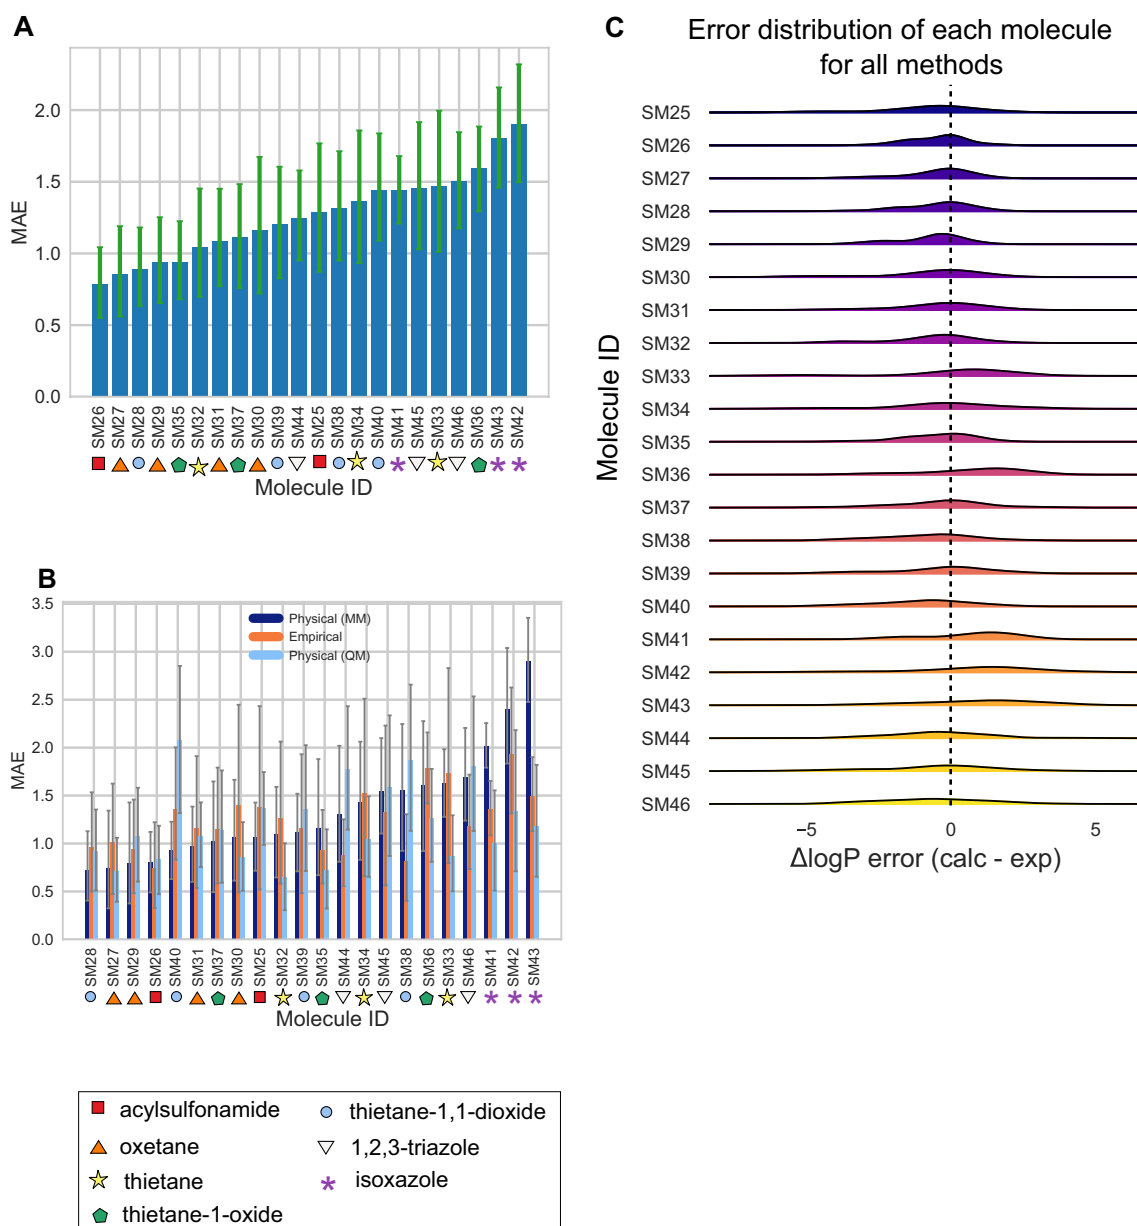 A
2.0
1.5
1.0
0.5
0.0
MAE
SM26 SM27 SM28 SM29 SM35 SM32 SM31 SM37 SM30 SM39 SM44 SM25 SM38 SM34 SM40 SM41 SM45 SM33 SM46 SM36 SM43 SM42
Molecule ID
B
3.5
3.0
2.5
2.0
1.5
1.0
0.5
0.0
MAE
Physical (MM)
Empirical
Physical (QM)
SM28 SM27 SM29 SM26 SM40 SM31 SM37 SM30 SM25 SM32 SM39 SM35 SM44 SM34 SM45 SM38 SM36 SM33 SM46 SM41 SM42 SM43
Molecule ID
acylsulfonamide
oxetane
thietane
thietane-1-oxide
thietane-1,1-dioxide
1,2,3-triazole
isoxazole
C
Error distribution of each molecule
for all methods
Molecule ID
SM25
SM26
SM27
SM28
SM29
SM30
SM31
SM32
SM33
SM34
SM35
SM36
SM37
SM38
SM39
SM40
SM41
SM42
SM43
SM44
SM45
SM46
−5 0 5
ΔlogP error (calc - exp)